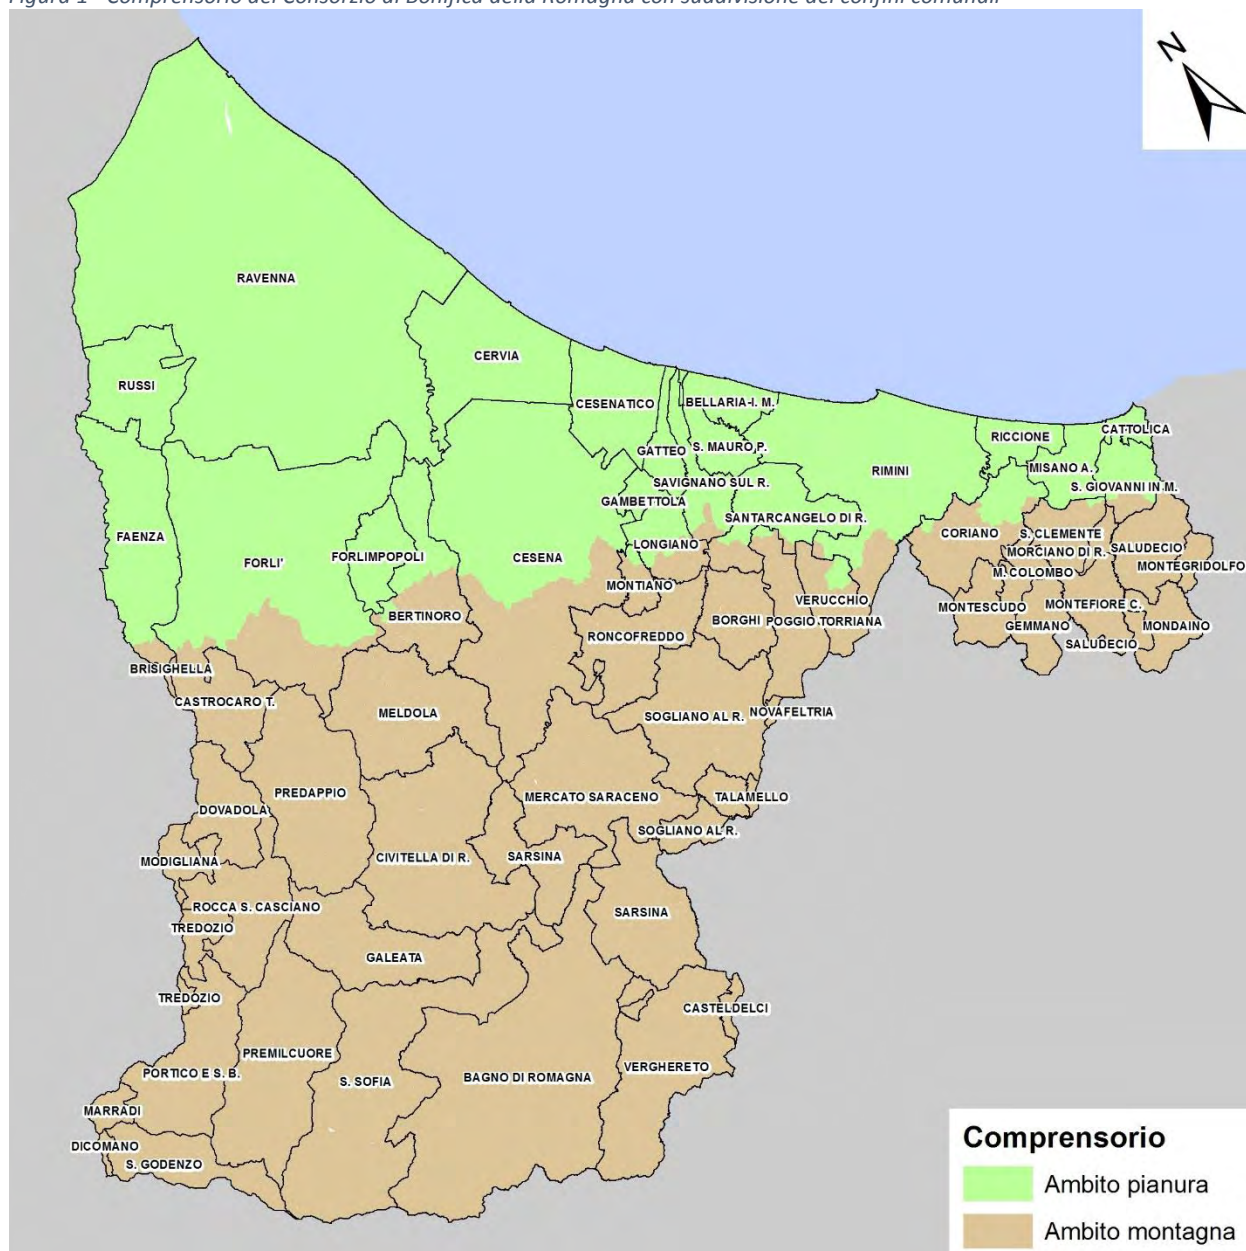 Figura 1 - Comprensorio del Consorzio di Bonifica della Romagna con suddivisione dei confini comunali
N
RAVENNA
CERVIA
RUSSI
CESENATICO
BELLARIA-I. M.
CATTOLICA
RICCIONE
GATTEO
S. MAURO P.
RIMINI
MISANO A.
SAVIGNANO SUL R.
S. GIOVANNI IN M.
GAMBETTOLA
SANTARCANGELO DI R.
FAENZA
FORLI'
FORLIMPOPOLI
CESENA
LONGIANO
CORIANO
S. CLEMENTE
MORCIANO DI R.
SALUDECIO
MONTEGRIDOLFO
M. COLOMBO
MONTIANO
VERUCCHIO
MONTESCUDO
MONTEFIORE C.
BERTINORO
RONCOFREDDO
BORGHI
POGGIO TORRIANA
GEMMANO
MONDAINO
SALUDECIO
BRISIGHELLA
CASTROCARO T.
MELDOLA
SOGLIANO AL R.
NOVAFELTRIA
PREDAPPIO
MERCATO SARACENO
TALAMELLO
DOVADOLA
SOGLIANO AL R.
MODIGLIANA
CIVITELLA DI R.
SARSINA
ROCCA S. CASCIANO
SARSINA
TREDOZIO
GALEATA
TREDOZIO
CASTELDELCI
PREMILCUORE
PORTICO E S. B.
S. SOFIA
BAGNO DI ROMAGNA
VERGHERETO
MARRADI
DICOMANO
S. GODENZO
Comprensorio
Ambito pianura
Ambito montagna